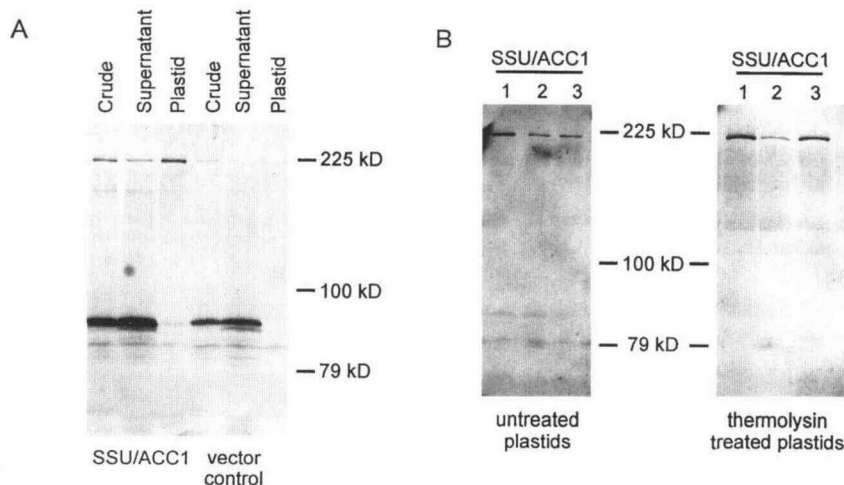 A
Crude
Supernatant
Plastid
Crude
Supernatant
Plastid
225 kD
100 kD
79 kD
SSU/ACC1
vector
control
B
SSU/ACC1
1 2 3
SSU/ACC1
1 2 3
225 kD
100 kD
79 kD
untreated
plastids
thermolysin
treated plastids